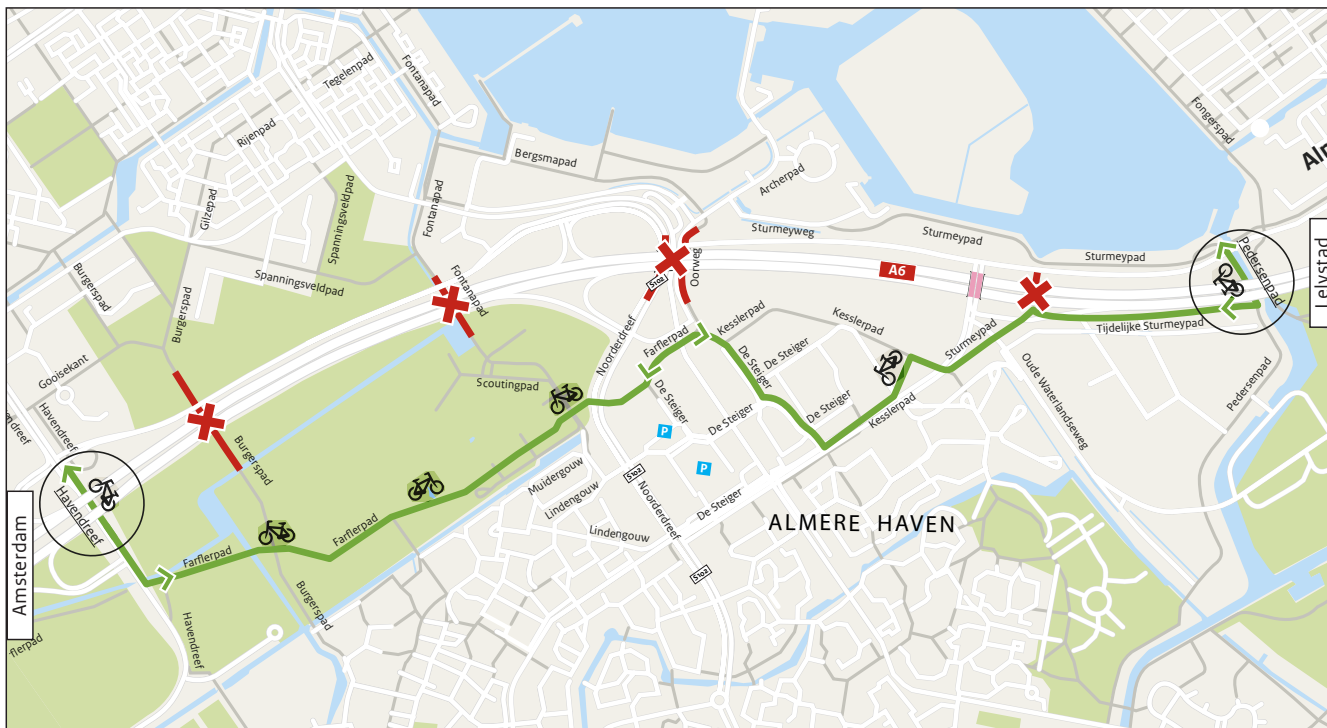 Tegelenpad
Fontanapad
Rijenpad
Bergsmapad
Fongerspad
Alm
Gilzepad
Spanningsveldpad
Fontanapad
Archerpad
Sturmeyweg
Sturmeypad
Sturmeypad
Pedersenpad
Lelystad
Burgerspad
Spanningsveldpad
Fontanapad
S102
Oorweg
A6
Burgerspad
Noorderdreef
Farflerpad
Kesslerpad
Kesslerpad
Sturmeypad
Tijdelijke Sturmeypad
Gooisekant
Scoutingpad
De Steiger
De Steiger
De Steiger
De Steiger
Oude Waterlandseweg
Pedersenpad
Havendreef
Havendreef
Burgerspad
De Steiger
Kesslerpad
P
P
Muidergouw
Lindengouw
S102
Noorderdreef
De Steiger
Lindengouw
ALMERE HAVEN
Havendreef
Amsterdam
Farflerpad
Farflerpad
S102
Burgerspad
Havendreef
flerpad